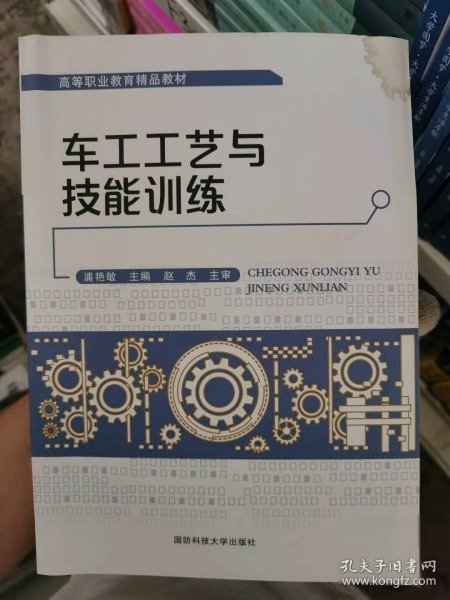 高等职业教育精品教材
车工工艺与
技能训练
浦艳敏 主编 赵 杰 主审
CHEGONG GONGYI YU
JINENG XUNLIAN
国防科技大学出版社
孔夫子旧书网
www.kongfz.com